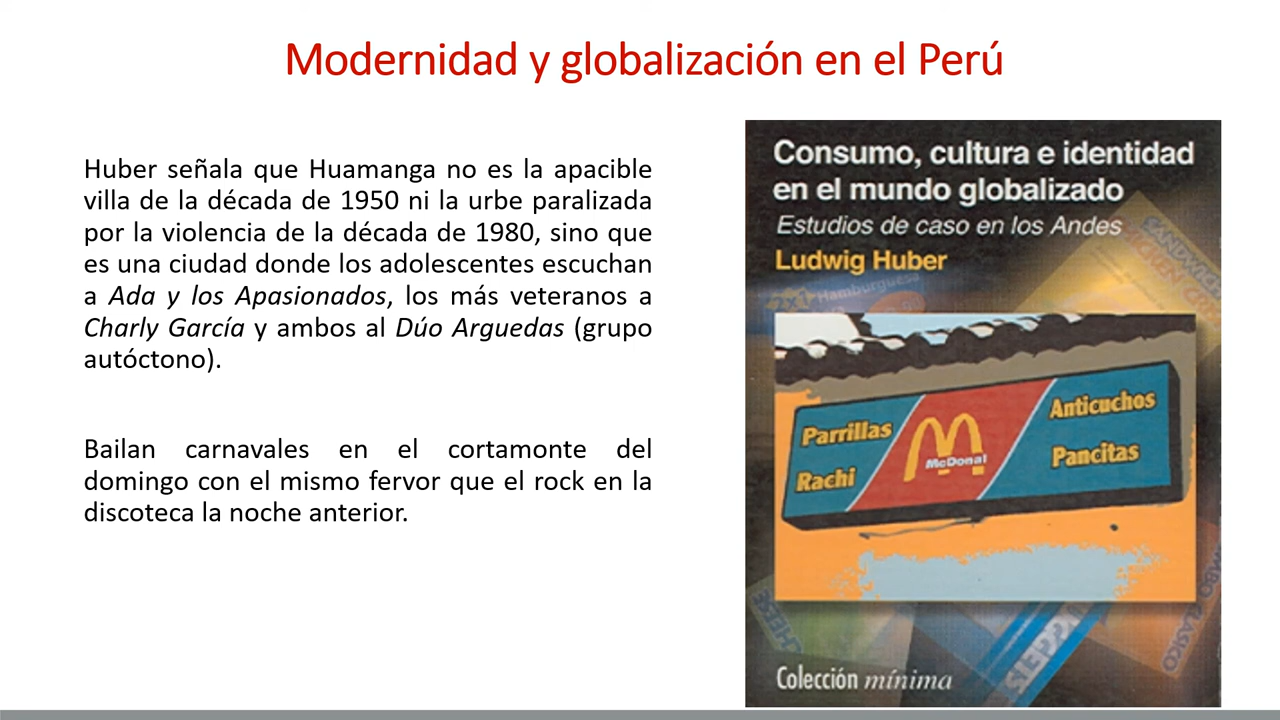 Modernidad y globalización en el Perú
Huber señala que Huamanga no es la apacible
villa de la década de 1950 ni la urbe paralizada
por la violencia de la década de 1980, sino que
es una ciudad donde los adolescentes escuchan
a Ada y los Apasionados, los más veteranos a
Charly García y ambos al Dúo Arguedas (grupo
autóctono).
Bailan carnavales en el cortamonte del
domingo con el mismo fervor que el rock en la
discoteca la noche anterior.
Consumo, cultura e identidad
en el mundo globalizado
Estudios de caso en los Andes
Ludwig Huber
2x1 Hamburguesa
Parrillas
Rachi
McDonal
Anticuchos
Pancitas
CLASICO
Colección mínima